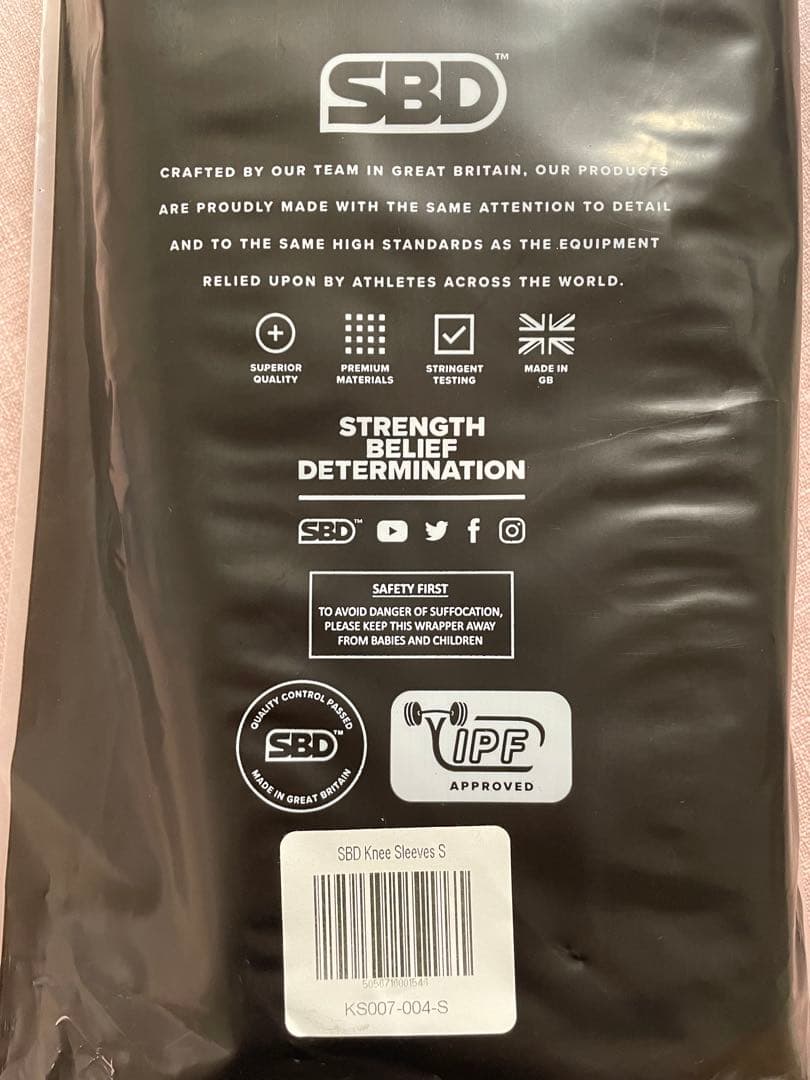 SBD™
CRAFTED BY OUR TEAM IN GREAT BRITAIN, OUR PRODUCTS
ARE PROUDLY MADE WITH THE SAME ATTENTION TO DETAIL
AND TO THE SAME HIGH STANDARDS AS THE EQUIPMENT
RELIED UPON BY ATHLETES ACROSS THE WORLD.
SUPERIOR QUALITY
PREMIUM MATERIALS
STRINGENT TESTING
MADE IN GB
STRENGTH
BELIEF
DETERMINATION
SBD™
SAFETY FIRST
TO AVOID DANGER OF SUFFOCATION,
PLEASE KEEP THIS WRAPPER AWAY
FROM BABIES AND CHILDREN
QUALITY CONTROL PASSED
SBD™
MADE IN GREAT BRITAIN
IPF
APPROVED
SBD Knee Sleeves S
KS007-004-S